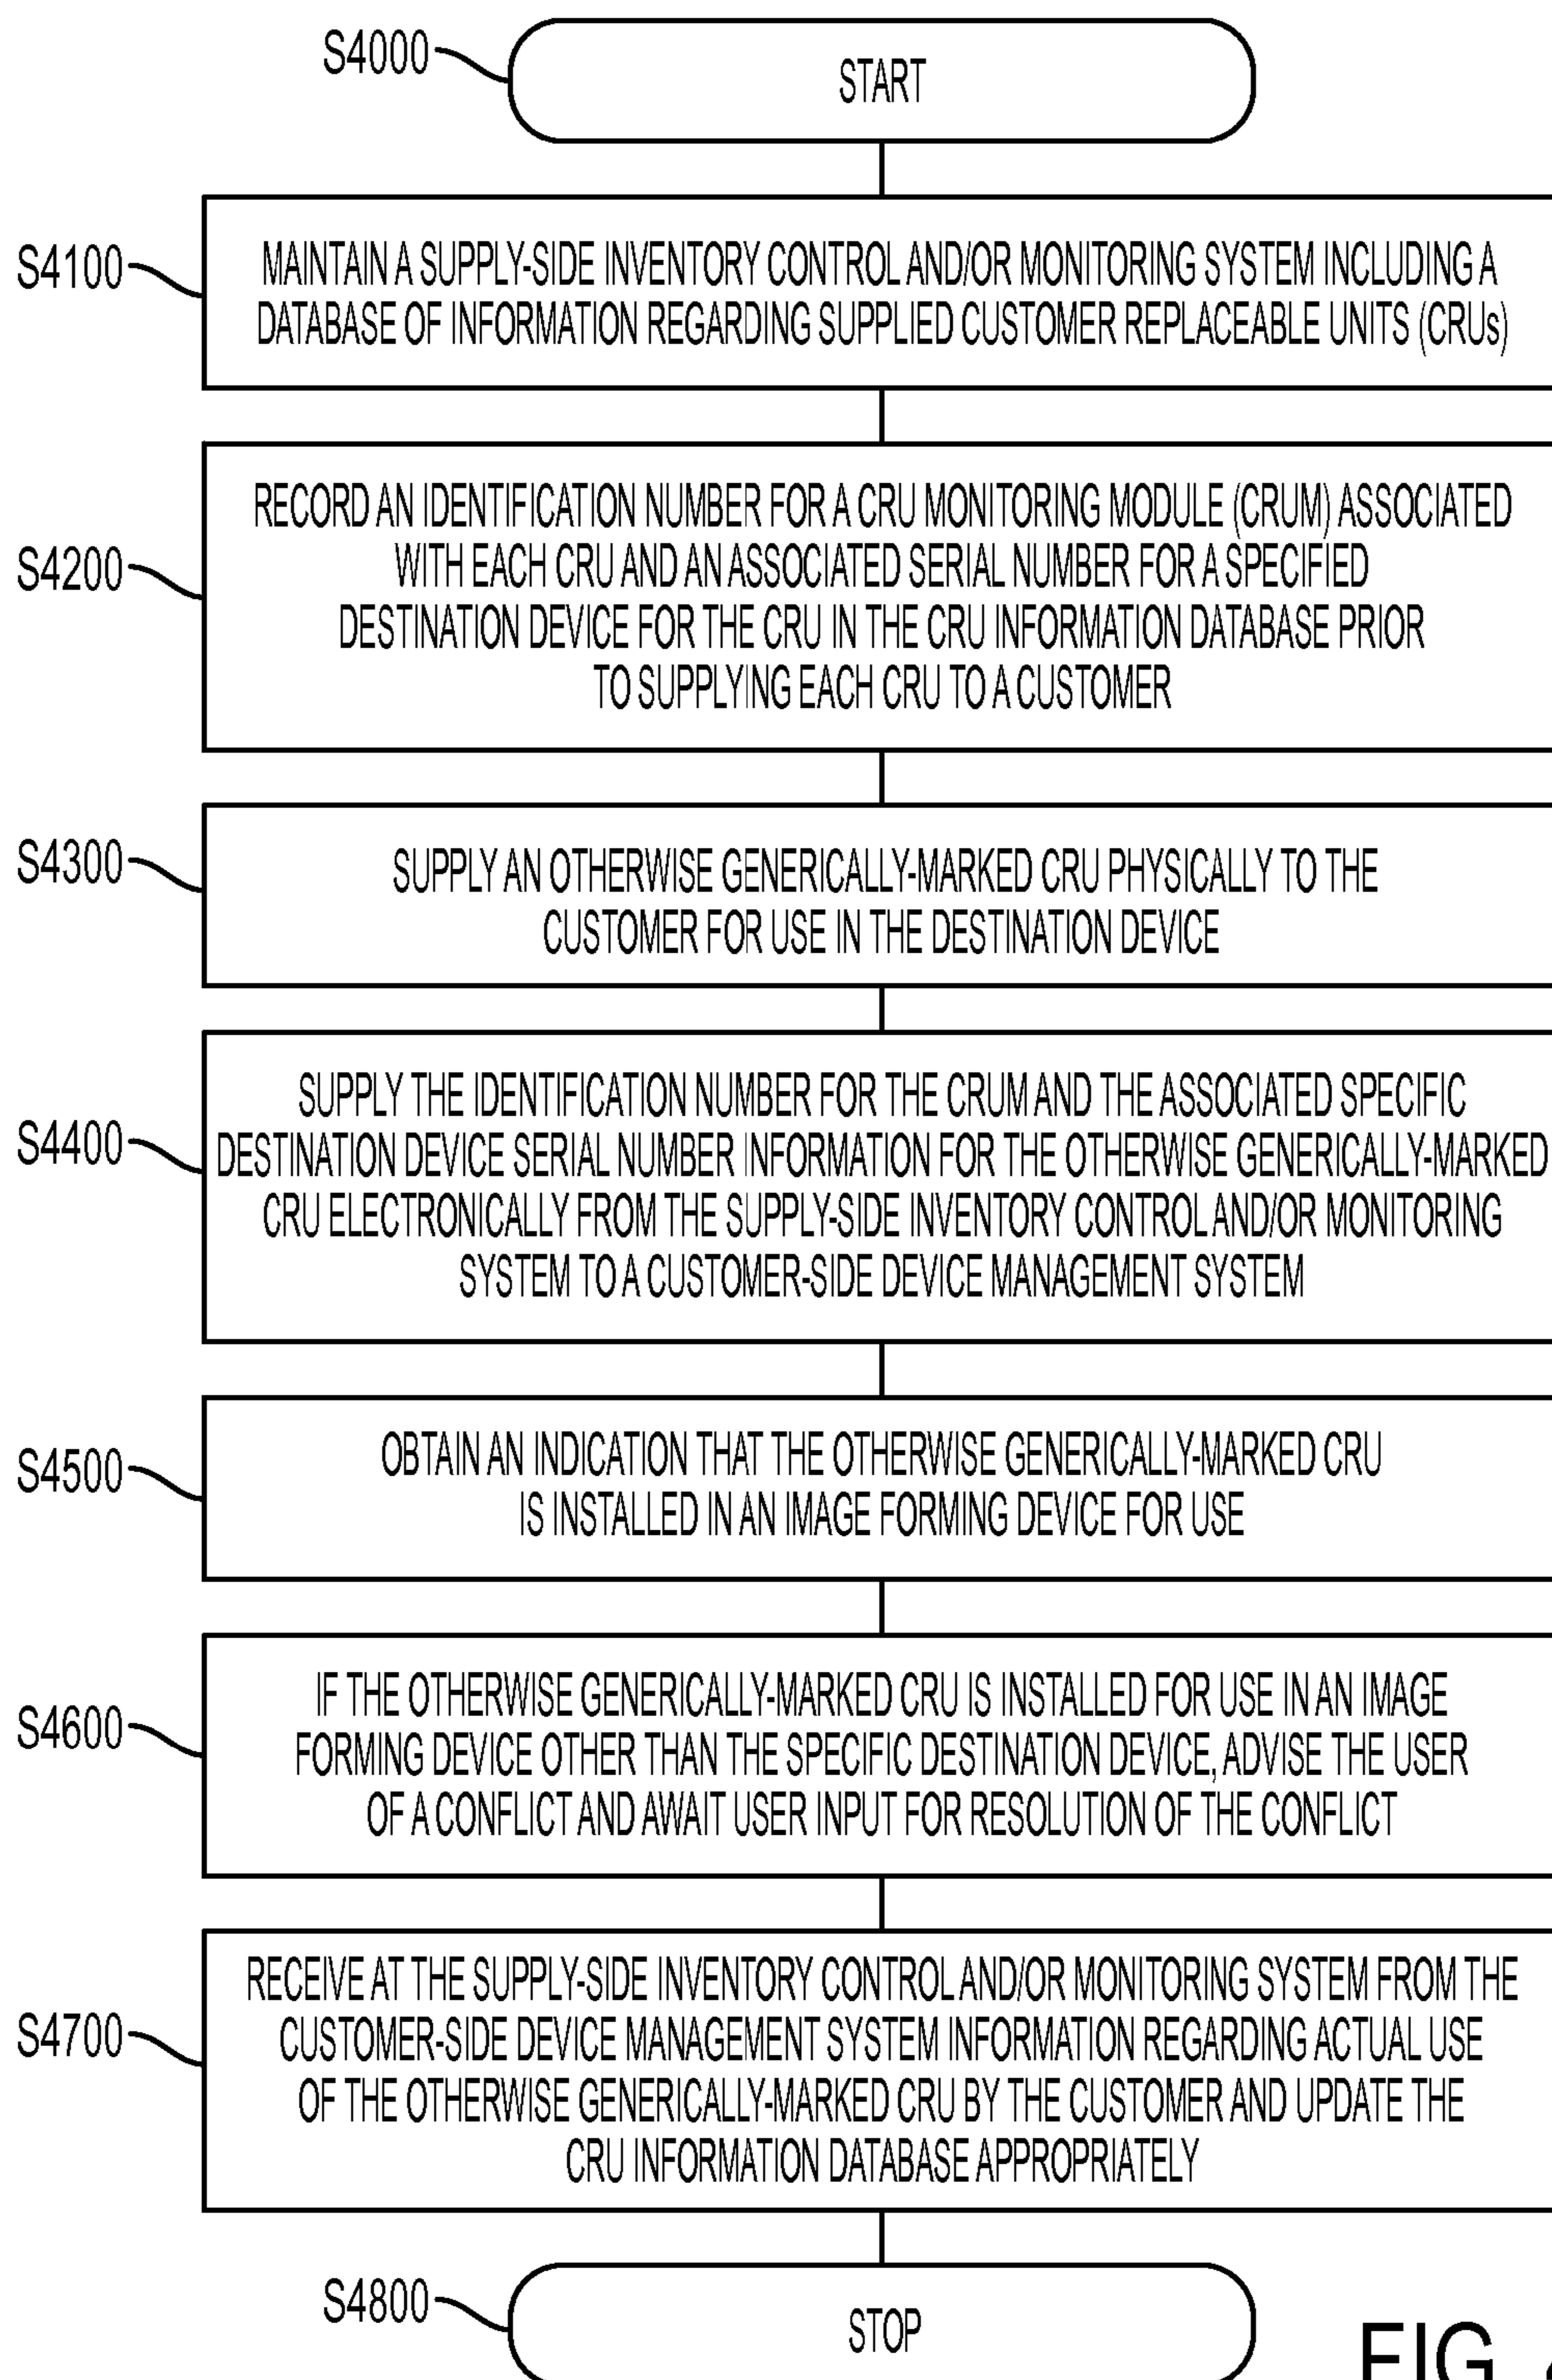 S4000
START
S4100
MAINTAIN A SUPPLY-SIDE INVENTORY CONTROL AND/OR MONITORING SYSTEM INCLUDING A
DATABASE OF INFORMATION REGARDING SUPPLIED CUSTOMER REPLACEABLE UNITS (CRUs)
S4200
RECORD AN IDENTIFICATION NUMBER FOR A CRU MONITORING MODULE (CRUM) ASSOCIATED
WITH EACH CRU AND AN ASSOCIATED SERIAL NUMBER FOR A SPECIFIED
DESTINATION DEVICE FOR THE CRU IN THE CRU INFORMATION DATABASE PRIOR
TO SUPPLYING EACH CRU TO A CUSTOMER
S4300
SUPPLY AN OTHERWISE GENERICALLY-MARKED CRU PHYSICALLY TO THE
CUSTOMER FOR USE IN THE DESTINATION DEVICE
S4400
SUPPLY THE IDENTIFICATION NUMBER FOR THE CRUM AND THE ASSOCIATED SPECIFIC
DESTINATION DEVICE SERIAL NUMBER INFORMATION FOR THE OTHERWISE GENERICALLY-MARKED
CRU ELECTRONICALLY FROM THE SUPPLY-SIDE INVENTORY CONTROL AND/OR MONITORING
SYSTEM TO A CUSTOMER-SIDE DEVICE MANAGEMENT SYSTEM
S4500
OBTAIN AN INDICATION THAT THE OTHERWISE GENERICALLY-MARKED CRU
IS INSTALLED IN AN IMAGE FORMING DEVICE FOR USE
S4600
IF THE OTHERWISE GENERICALLY-MARKED CRU IS INSTALLED FOR USE IN AN IMAGE
FORMING DEVICE OTHER THAN THE SPECIFIC DESTINATION DEVICE, ADVISE THE USER
OF A CONFLICT AND AWAIT USER INPUT FOR RESOLUTION OF THE CONFLICT
S4700
RECEIVE AT THE SUPPLY-SIDE INVENTORY CONTROL AND/OR MONITORING SYSTEM FROM THE
CUSTOMER-SIDE DEVICE MANAGEMENT SYSTEM INFORMATION REGARDING ACTUAL USE
OF THE OTHERWISE GENERICALLY-MARKED CRU BY THE CUSTOMER AND UPDATE THE
CRU INFORMATION DATABASE APPROPRIATELY
S4800
STOP
FIG.